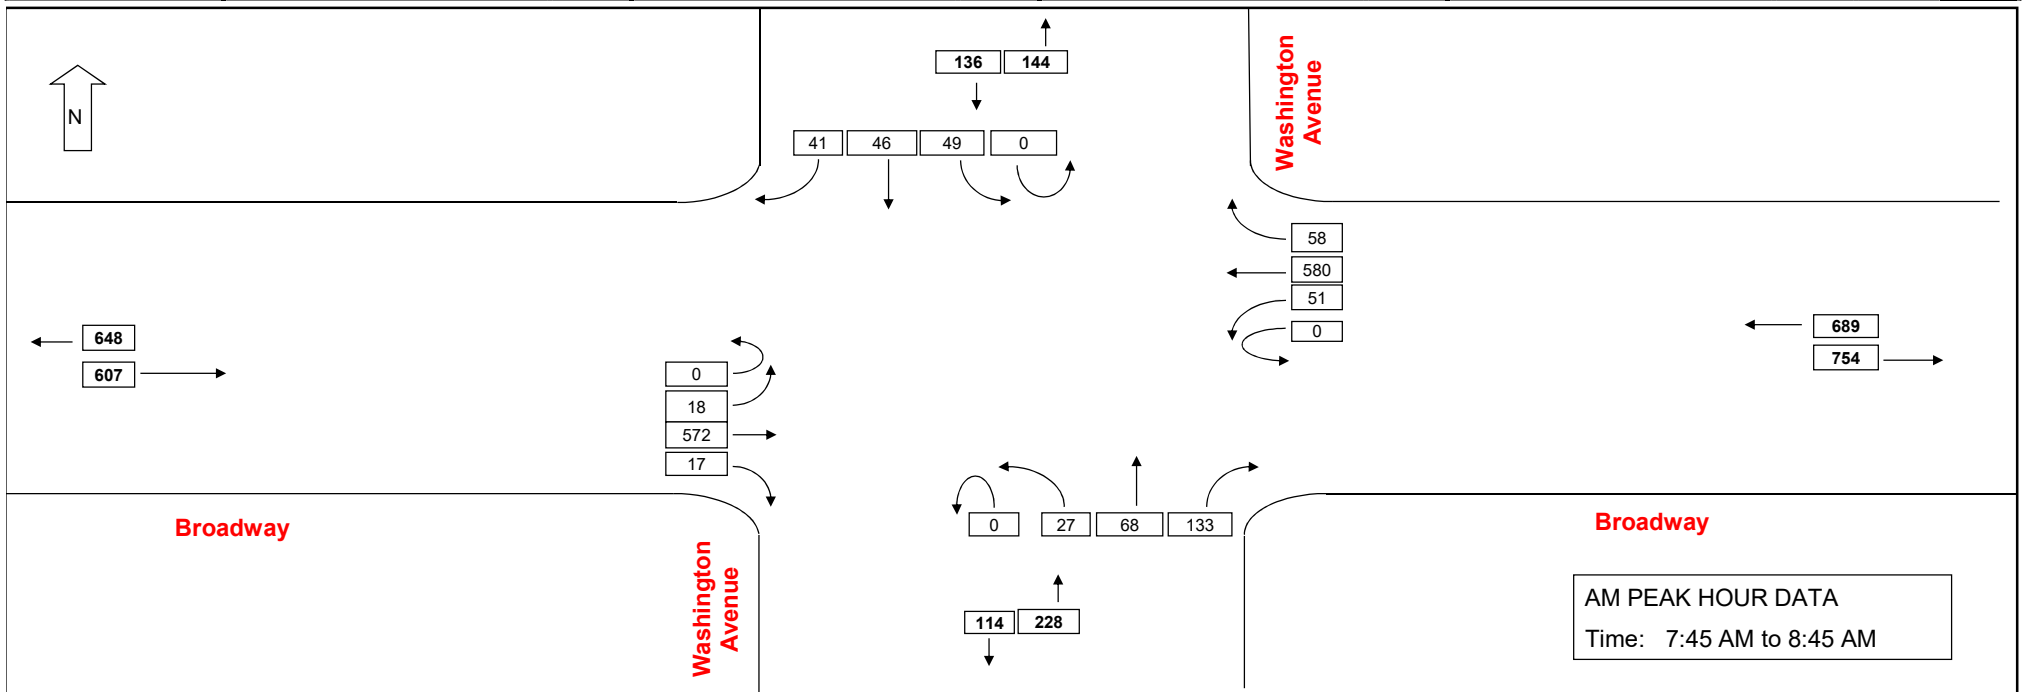 136 144
N
41 46 49 0
Washington
Avenue
58
580
51
0
648
607
689
754
0
18
572
17
0 27 68 133
Broadway
Broadway
Washington
Avenue
114 228
AM PEAK HOUR DATA
Time: 7:45 AM to 8:45 AM